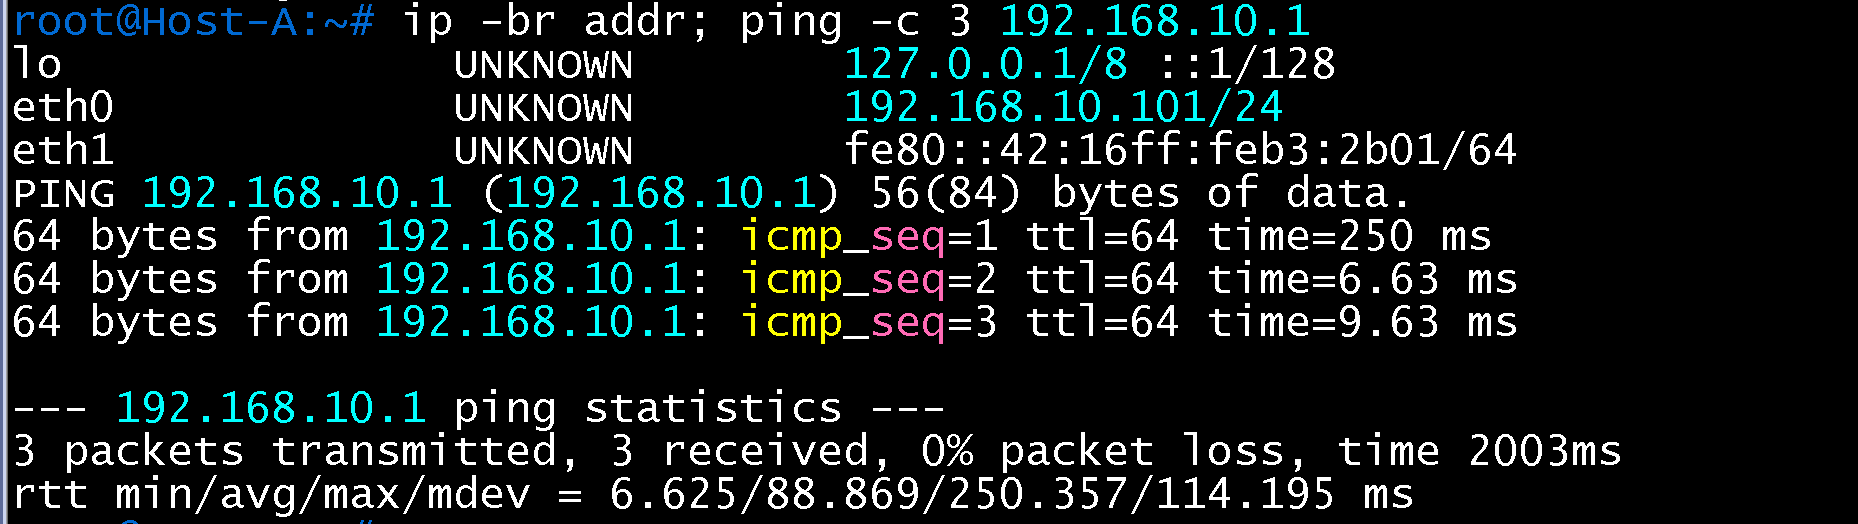 root@Host-A:~# ip -br addr; ping -c 3 192.168.10.1
lo               UNKNOWN        127.0.0.1/8 ::1/128
eth0             UNKNOWN        192.168.10.101/24
eth1             UNKNOWN        fe80::42:16ff:feb3:2b01/64
PING 192.168.10.1 (192.168.10.1) 56(84) bytes of data.
64 bytes from 192.168.10.1: icmp_seq=1 ttl=64 time=250 ms
64 bytes from 192.168.10.1: icmp_seq=2 ttl=64 time=6.63 ms
64 bytes from 192.168.10.1: icmp_seq=3 ttl=64 time=9.63 ms

--- 192.168.10.1 ping statistics ---
3 packets transmitted, 3 received, 0% packet loss, time 2003ms
rtt min/avg/max/mdev = 6.625/88.869/250.357/114.195 ms